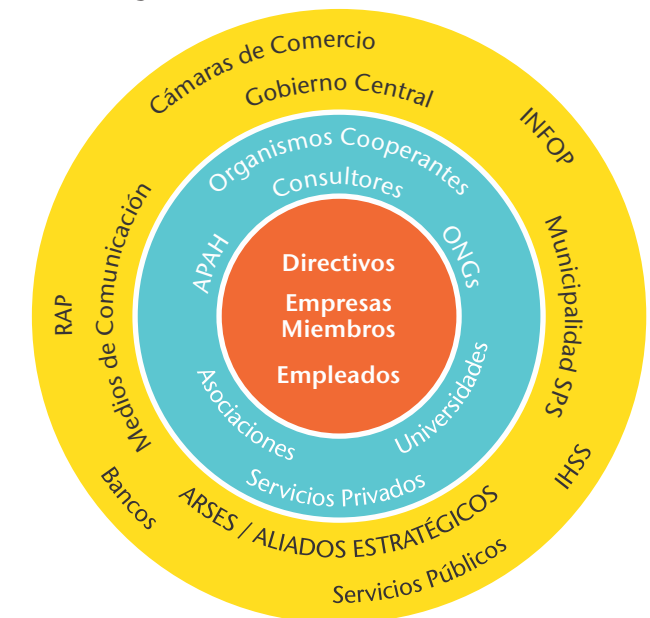 Cámaras de Comercio
Gobierno Central
INFOP
Organismos Cooperantes
Consultores
APAH
ONGs
Municipalidad SPS
RAP
Medios de Comunicación
Directivos
Empresas
Miembros
Empleados
Asociaciones
Universidades
Servicios Privados
IHSS
Bancos
ARSES / ALIADOS ESTRATÉGICOS
Servicios Públicos